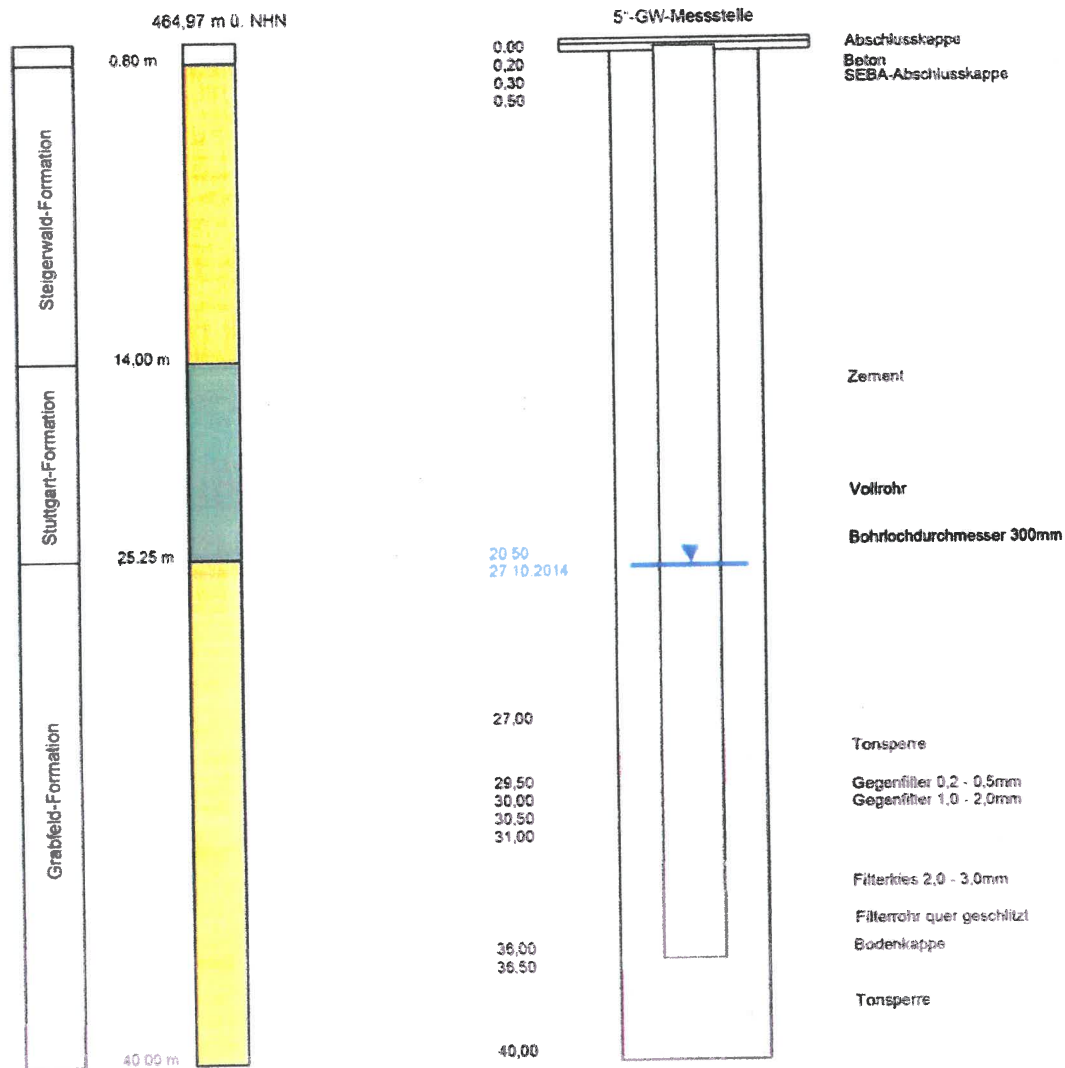 464,97 m ü. NHN
0.80 m
14,00 m
25.25 m
40 00 m
Steigerwald-Formation
Stuttgart-Formation
Grabfeld-Formation
5"-GW-Messstelle
0.00
0,20
0,30
0,50
20 50
27 10.2014
27,00
29,50
30,00
30,50
31,00
36,00
36.50
40,00
Abschlusskappe
Beton
SEBA-Abschlusskappe
Zement
Vollrohr
Bohrlochdurchmesser 300mm
Tonsperre
Gegenfilter 0,2 - 0,5mm
Gegenfilter 1,0 - 2,0mm
Filterkies 2,0 - 3,0mm
Filterrohr quer geschlitzt
Bodenkappe
Tonsperre